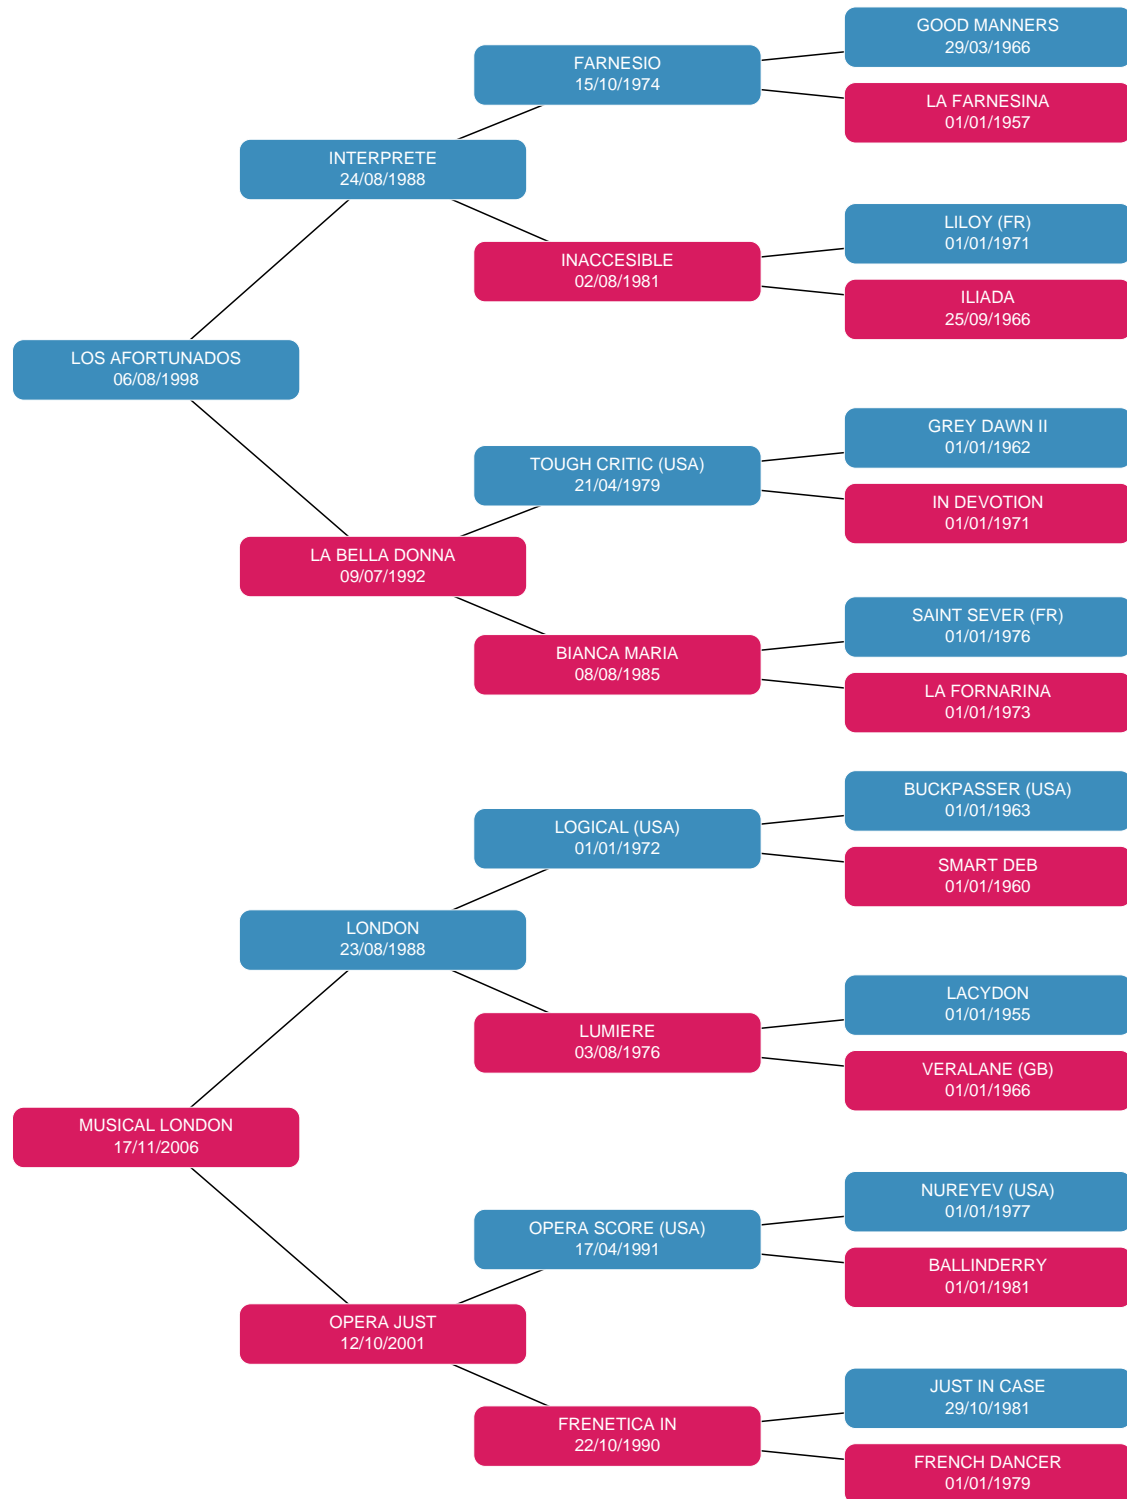 GOOD MANNERS
29/03/1966
FARNESIO
15/10/1974
LA FARNESINA
01/01/1957
INTERPRETE
24/08/1988
LILOY (FR)
01/01/1971
INACCESIBLE
02/08/1981
ILIADA
25/09/1966
LOS AFORTUNADOS
06/08/1998
GREY DAWN II
01/01/1962
TOUGH CRITIC (USA)
21/04/1979
IN DEVOTION
01/01/1971
LA BELLA DONNA
09/07/1992
SAINT SEVER (FR)
01/01/1976
BIANCA MARIA
08/08/1985
LA FORNARINA
01/01/1973
BUCKPASSER (USA)
01/01/1963
LOGICAL (USA)
01/01/1972
SMART DEB
01/01/1960
LONDON
23/08/1988
LACYDON
01/01/1955
LUMIERE
03/08/1976
VERALANE (GB)
01/01/1966
MUSICAL LONDON
17/11/2006
NUREYEV (USA)
01/01/1977
OPERA SCORE (USA)
17/04/1991
BALLINDERRY
01/01/1981
OPERA JUST
12/10/2001
JUST IN CASE
29/10/1981
FRENETICA IN
22/10/1990
FRENCH DANCER
01/01/1979